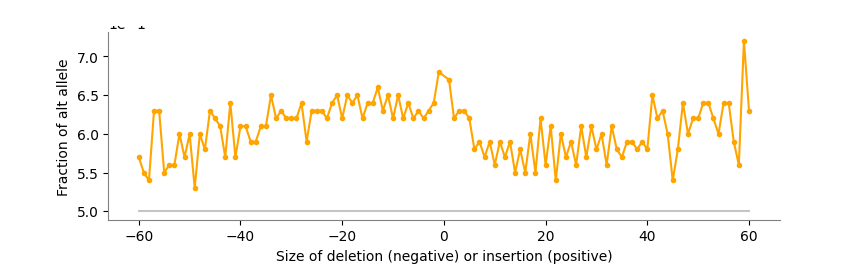 7.0
6.5
6.0
5.5
5.0
Fraction of alt allele
−60 −40 −20 0 20 40 60
Size of deletion (negative) or insertion (positive)